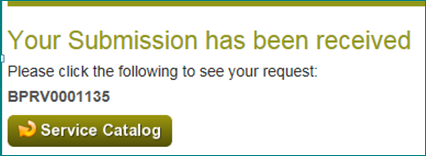 Your Submission has been received
Please click the following to see your request:
BPRV0001135
Service Catalog